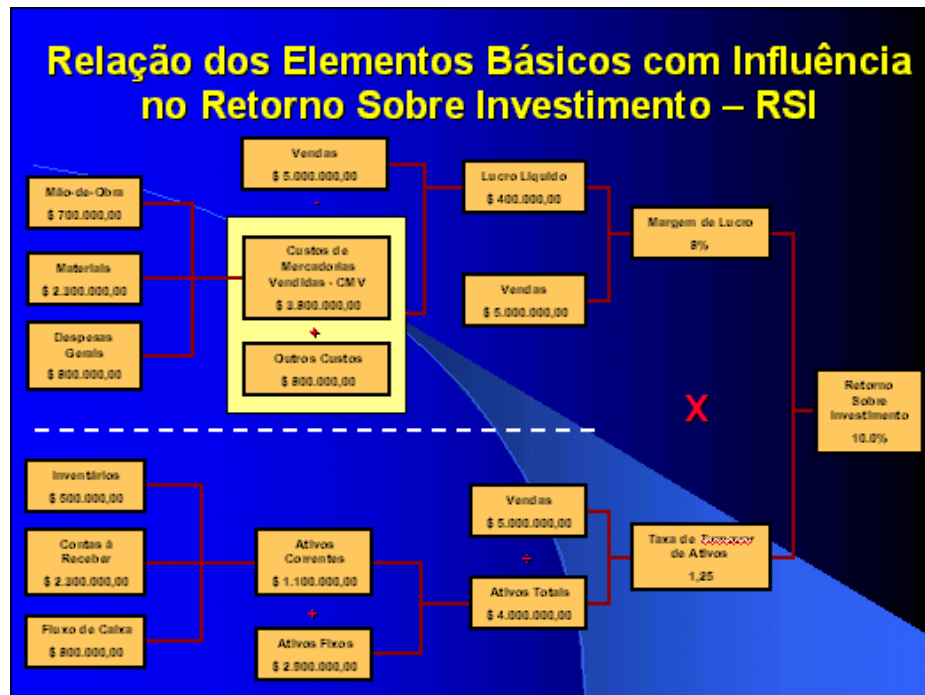 Relação dos Elementos Básicos com Influência
no Retorno Sobre Investimento – RSI
Vendas
$ 5.000.000,00
-
Mão-de-Obra
$ 700.000,00
Materiais
$ 2.300.000,00
Despesas
Gerais
$ 800.000,00
Custos de
Mercadorias
Vendidas - CMV
$ 3.800.000,00
+
Outros Custos
$ 800.000,00
Lucro Líquido
$ 400.000,00
Vendas
$ 5.000.000,00
Margem de Lucro
8%
X
Retorno
Sobre
Investimento
10.0%
Inventários
$ 500.000,00
Contas à
Receber
$ 2.300.000,00
Fluxo de Caixa
$ 800.000,00
Ativos
Correntes
$ 1.100.000,00
+
Ativos Fixos
$ 2.900.000,00
Vendas
$ 5.000.000,00
÷
Ativos Totais
$ 4.000.000,00
Taxa de Turnover
de Ativos
1,25